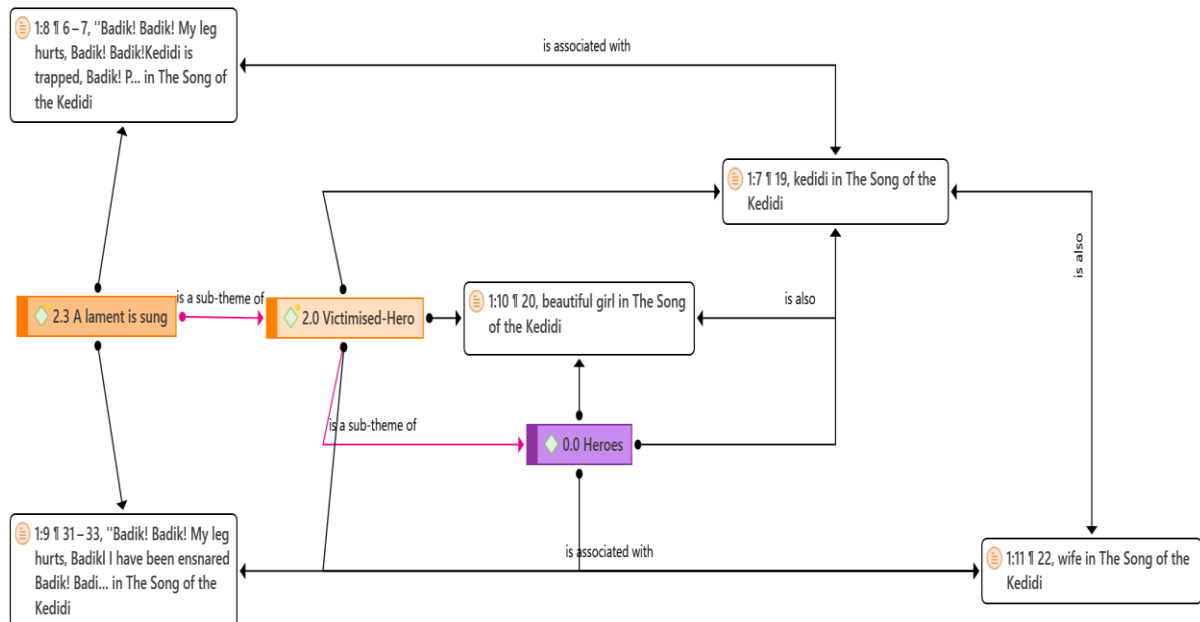 1:8 ¶ 6 – 7, "Badik! Badik! My leg
hurts, Badik! Badik!Kedidi is
trapped, Badik! P... in The Song of
the Kedidi
is associated with
1:7 ¶ 19, kedidi in The Song of the
Kedidi
is also
2.3 A lament is sung
is a sub-theme of
2.0 Victimised-Hero
1:10 ¶ 20, beautiful girl in The Song
of the Kedidi
is also
is a sub-theme of
0.0 Heroes
1:9 ¶ 31 – 33, "Badik! Badik! My leg
hurts, Badikl I have been ensnared
Badik! Badi... in The Song of the
Kedidi
is associated with
1:11 ¶ 22, wife in The Song of the
Kedidi